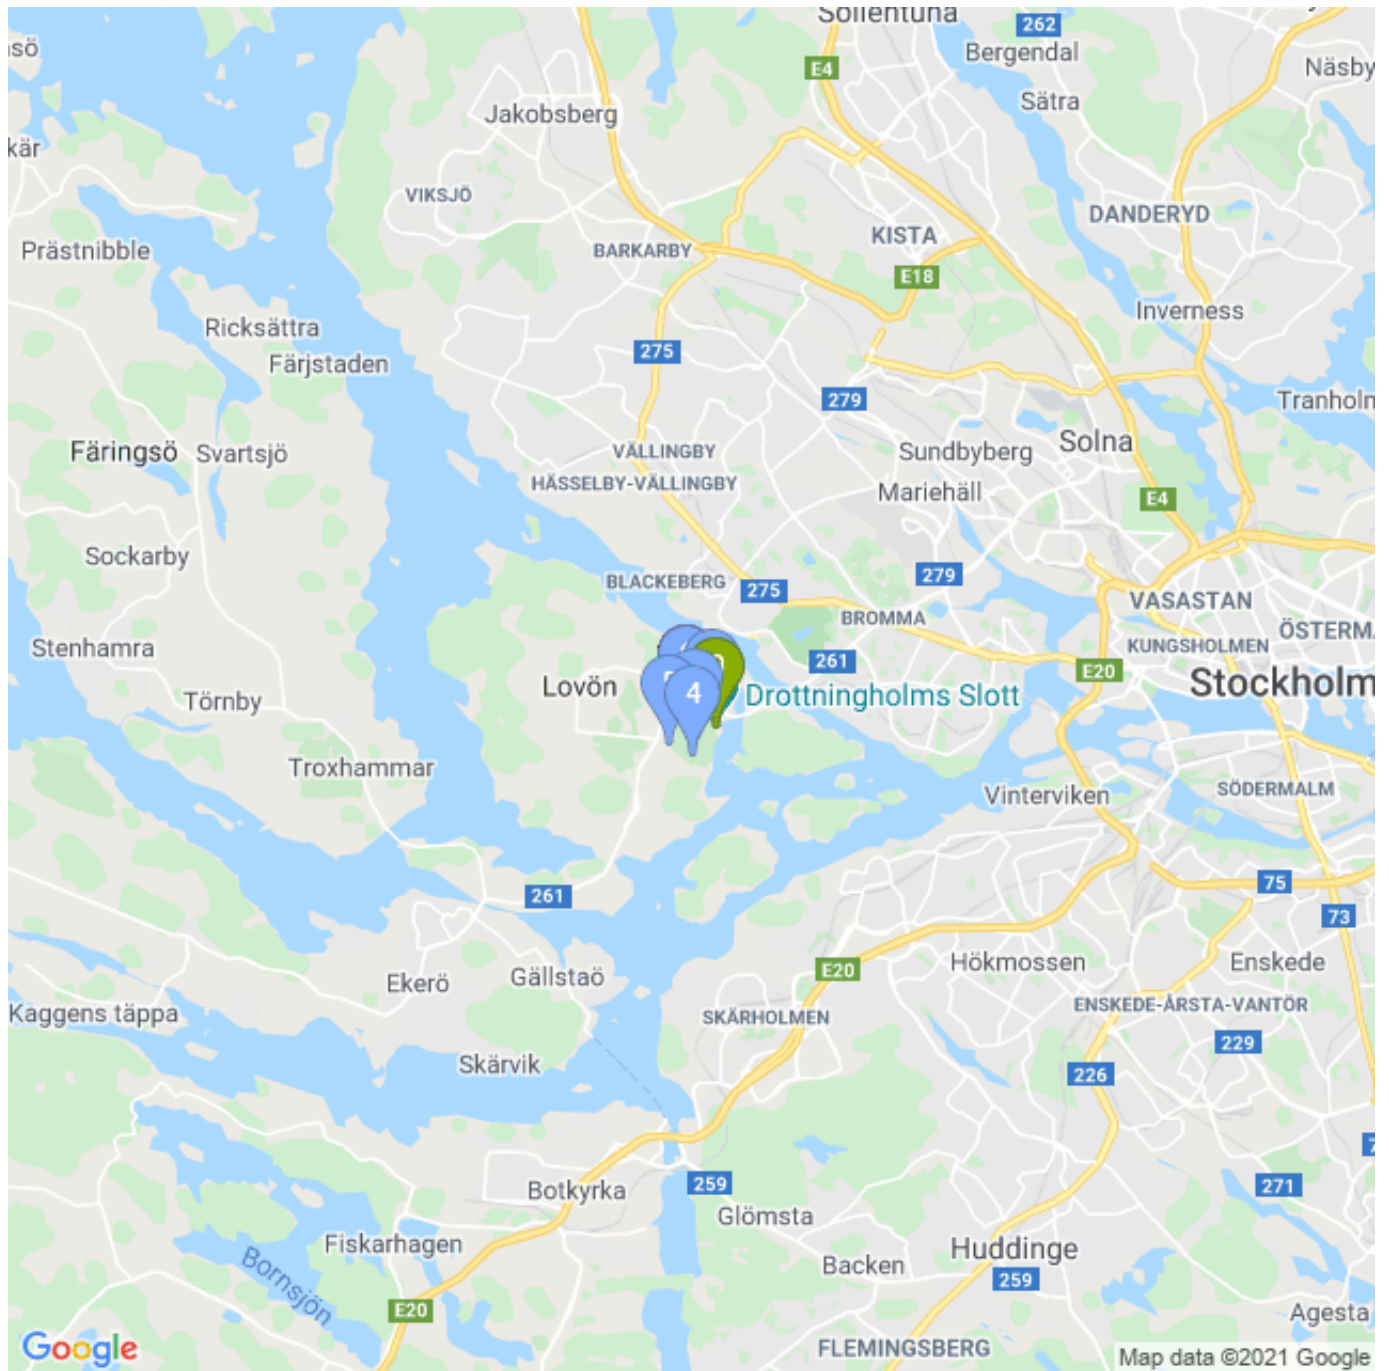 Sollentuna
262
Bergendal
E4
Näsby
Sätra
Jakobsberg
VIKSJÖ
DANDERYD
KISTA
BARKARBY
Prästnibble
E18
Inverness
Ricksättra
Färjstaden
275
279
Tranholm
Solna
Färingsö
Svartsjö
VÄLLINGBY
Sundbyberg
HÄSSELBY-VÄLLINGBY
Mariehäll
E4
Sockarby
BLACKEBERG
275
279
VASASTAN
BROMMA
KUNGSHOLMEN
ÖSTERMA
Stenhamra
261
E20
Lovön
4
Drottningholms Slott
Stockholm
Törnby
Troxhammar
Vinterviken
SÖDERMALM
261
75
73
Ekerö
Gällstaö
E20
Hökmossen
Enskede
Kaggens täppa
SKÄRHOLMEN
ENSKEDE-ÅRSTA-VANTÖR
229
Skärvik
226
259
271
Botkyrka
Glömsta
Fiskarhagen
Huddinge
Backen
Bornsjön
259
E20
Agesta
FLEMINGSBERG
Google
Map data ©2021 Google